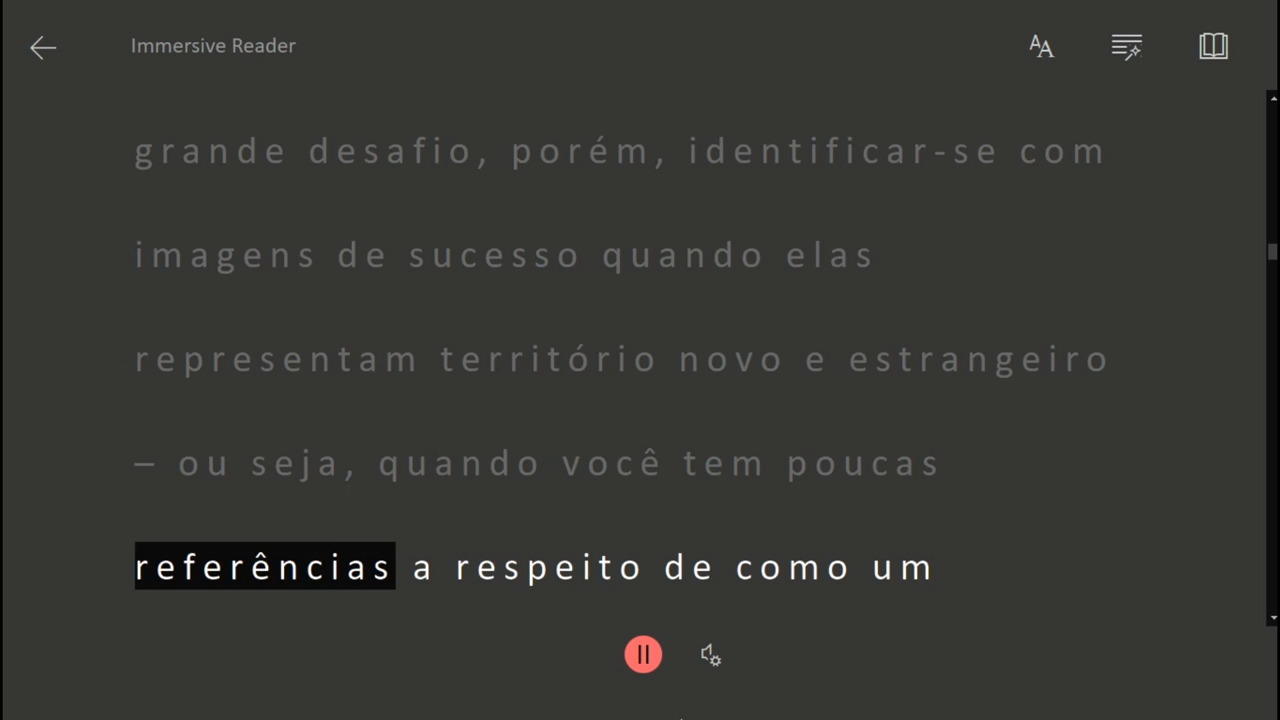 Immersive Reader
grande desafio, porém, identificar-se com
imagens de sucesso quando elas
representam território novo e estrangeiro
– ou seja, quando você tem poucas
referências a respeito de como um